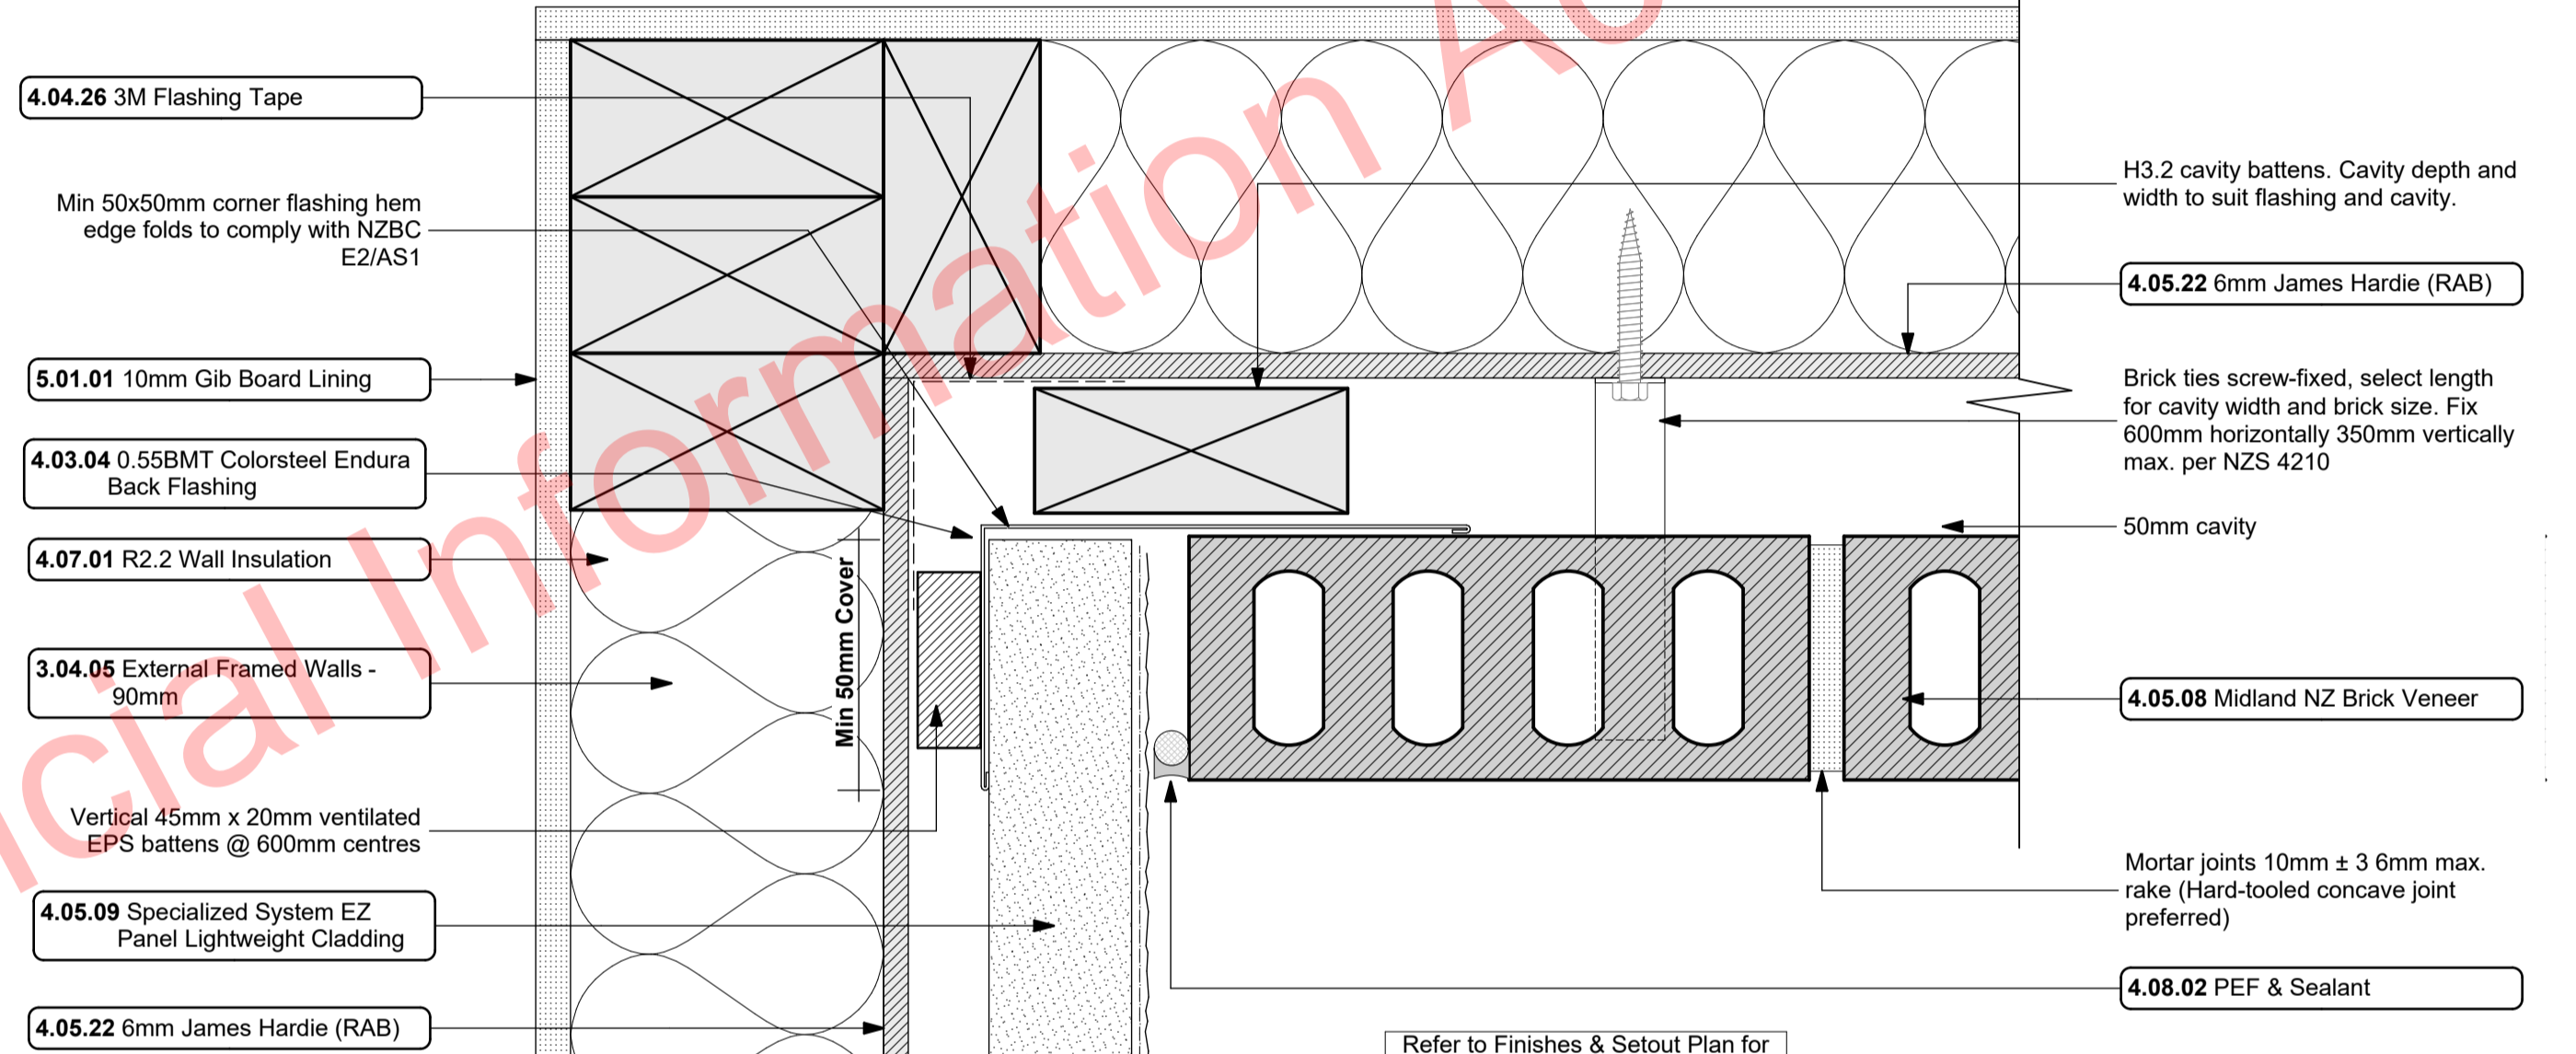 4.04.26 3M Flashing Tape
Min 50x50mm corner flashing hem
edge folds to comply with NZBC
E2/AS1
5.01.01 10mm Gib Board Lining
4.03.04 0.55BMT Colorsteel Endura
Back Flashing
4.07.01 R2.2 Wall Insulation
3.04.05 External Framed Walls -
90mm
Vertical 45mm x 20mm ventilated
EPS battens @ 600mm centres
4.05.09 Specialized System EZ
Panel Lightweight Cladding
4.05.22 6mm James Hardie (RAB)
Min 50mm Cover
H3.2 cavity battens. Cavity depth and
width to suit flashing and cavity.
4.05.22 6mm James Hardie (RAB)
Brick ties screw-fixed, select length
for cavity width and brick size. Fix
600mm horizontally 350mm vertically
max. per NZS 4210
50mm cavity
4.05.08 Midland NZ Brick Veneer
Mortar joints 10mm ± 3 6mm max.
rake (Hard-tooled concave joint
preferred)
4.08.02 PEF & Sealant
Refer to Finishes & Setout Plan for
Information